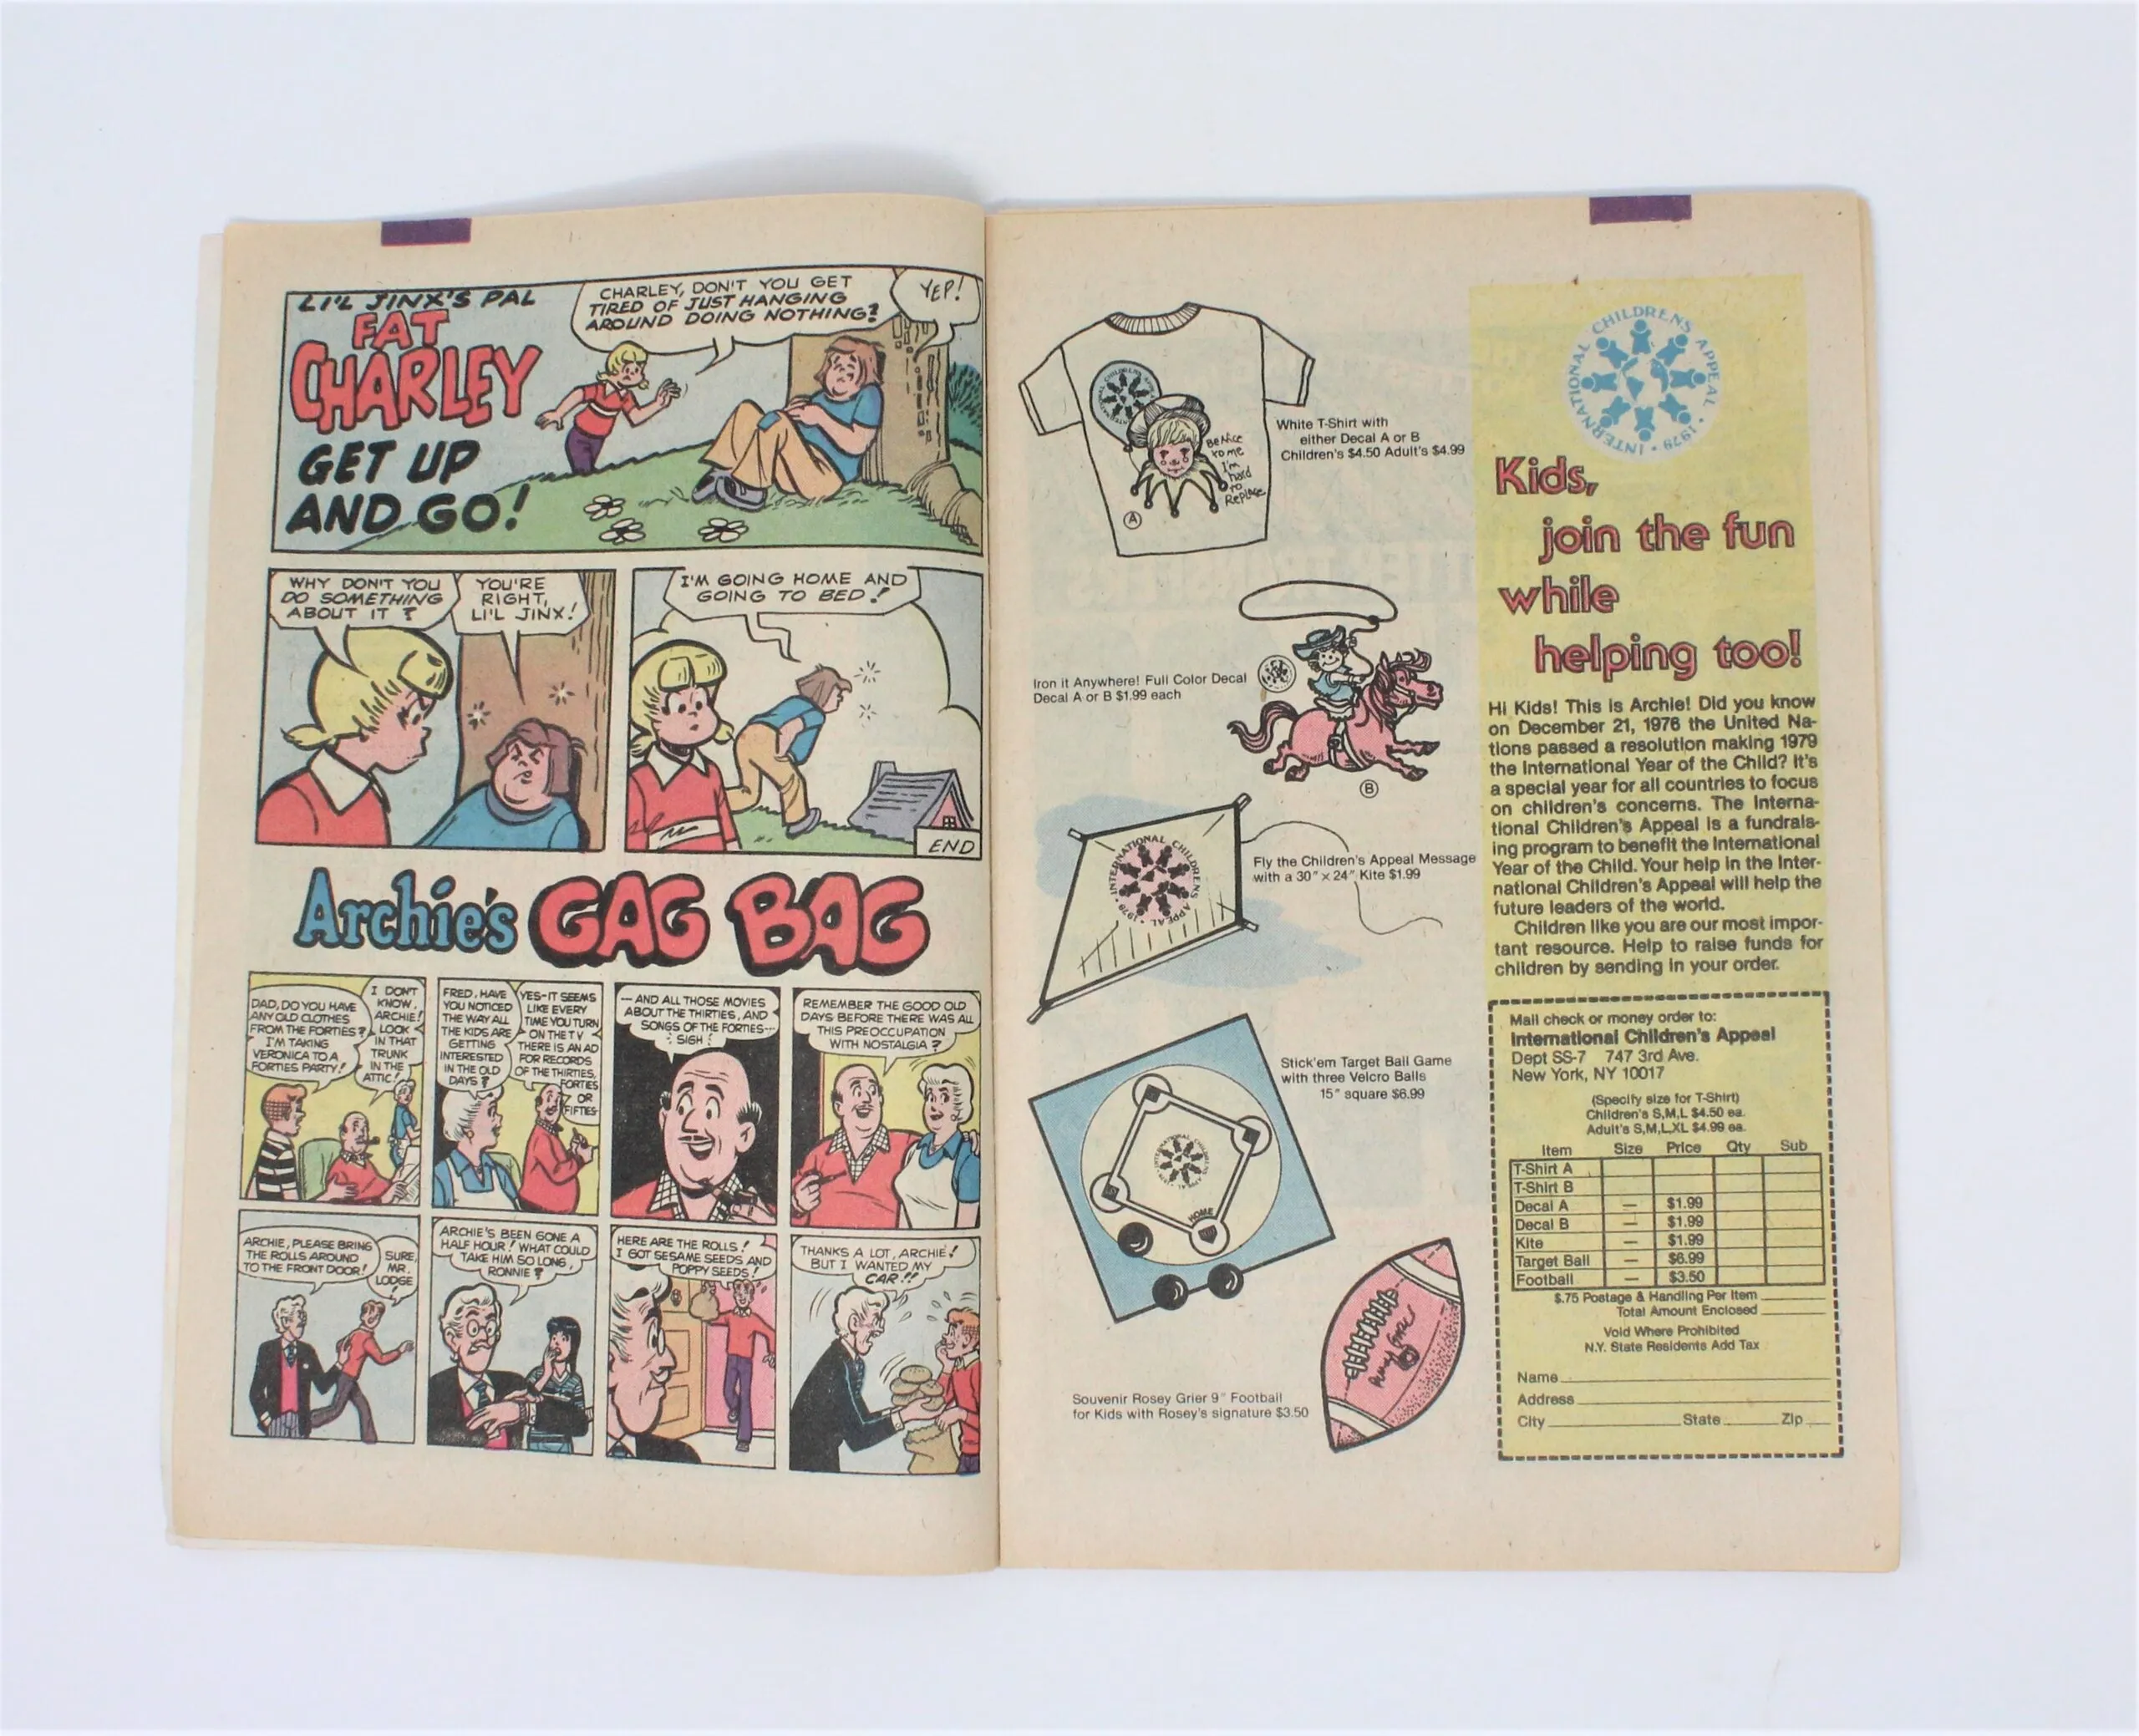 LI'L JINX'S PAL
FAT
CHARLEY
GET UP
AND GO!
CHARLEY, DON'T YOU GET
TIRED OF JUST HANGING
AROUND DOING NOTHING?
YEP!
WHY DON'T YOU
DO SOMETHING
ABOUT IT?
YOU'RE
RIGHT,
LI'L JINX!
I'M GOING HOME AND
GOING TO BED!
END
Archie's GAG BAG
DAD, DO YOU HAVE
ANY OLD CLOTHES
FROM THE FORTIES?
I'M TAKING
VERONICA TO A
FORTIES PARTY!
I DON'T
KNOW,
ARCHIE!
LOOK
IN THAT
TRUNK
IN THE
ATTIC!
FRED, HAVE
YOU NOTICED
THE WAY ALL
THE KIDS ARE
GETTING
INTERESTED
IN THE OLD
DAYS?
YES-IT SEEMS
LIKE EVERY
TIME YOU TURN
ON THE TV
THERE IS AN AD
FOR RECORDS
OF THE THIRTIES,
FORTIES
OR
FIFTIES-
-- AND ALL THOSE MOVIES
ABOUT THE THIRTIES, AND
SONGS OF THE FORTIES---
SIGH!
REMEMBER THE GOOD OLD
DAYS BEFORE THERE WAS ALL
THIS PREOCCUPATION
WITH NOSTALGIA?
ARCHIE, PLEASE BRING
THE ROLLS AROUND
TO THE FRONT DOOR!
SURE,
MR.
LODGE!
ARCHIE'S BEEN GONE A
HALF HOUR! WHAT COULD
TAKE HIM SO LONG,
RONNIE?
HERE ARE THE ROLLS!
I GOT SESAME SEEDS AND
POPPY SEEDS!
THANKS A LOT, ARCHIE!
BUT I WANTED MY
CAR!!
Be Nice
to me
I'm
hard
to
Replace
A
White T-Shirt with
either Decal A or B
Children's $4.50 Adult's $4.99
Iron it Anywhere! Full Color Decal
Decal A or B $1.99 each
B
INTERNATIONAL CHILDRENS APPEAL • 1979 •
Fly the Children's Appeal Message
with a 30" x 24" Kite $1.99
Stick'em Target Ball Game
with three Velcro Balls
15" square $6.99
HOME
Souvenir Rosey Grier 9" Football
for Kids with Rosey's signature $3.50
INTERNATIONAL CHILDRENS APPEAL • 1979 •
Kids,
join the fun
while
helping too!
Hi Kids! This is Archie! Did you know
on December 21, 1976 the United Na-
tions passed a resolution making 1979
the International Year of the Child? It's
a special year for all countries to focus
on children's concerns. The Interna-
tional Children's Appeal is a fundrais-
ing program to benefit the International
Year of the Child. Your help in the Inter-
national Children's Appeal will help the
future leaders of the world.
Children like you are our most impor-
tant resource. Help to raise funds for
children by sending in your order.
Mail check or money order to:
International Children's Appeal
Dept SS-7 747 3rd Ave.
New York, NY 10017
(Specify size for T-Shirt)
Children's S,M,L $4.50 ea.
Adult's S,M,L,XL $4.99 ea.
Item Size Price Qty Sub
T-Shirt A
T-Shirt B
Decal A — $1.99
Decal B — $1.99
Kite — $1.99
Target Ball — $6.99
Football — $3.50
$.75 Postage & Handling Per Item
Total Amount Enclosed
Void Where Prohibited
N.Y. State Residents Add Tax
Name
Address
City State Zip